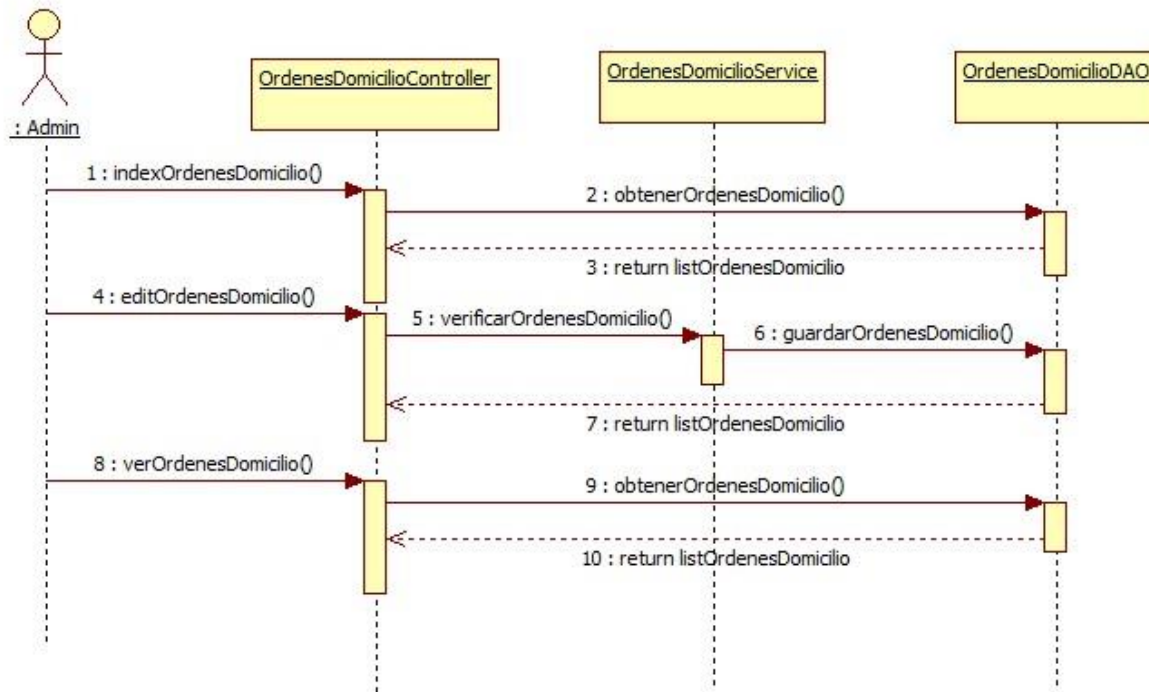 : Admin
OrdenesDomicilioController
OrdenesDomicilioService
OrdenesDomicilioDAO
1 : indexOrdenesDomicilio()
2 : obtenerOrdenesDomicilio()
3 : return listOrdenesDomicilio
4 : editOrdenesDomicilio()
5 : verificarOrdenesDomicilio()
6 : guardarOrdenesDomicilio()
7 : return listOrdenesDomicilio
8 : verOrdenesDomicilio()
9 : obtenerOrdenesDomicilio()
10 : return listOrdenesDomicilio